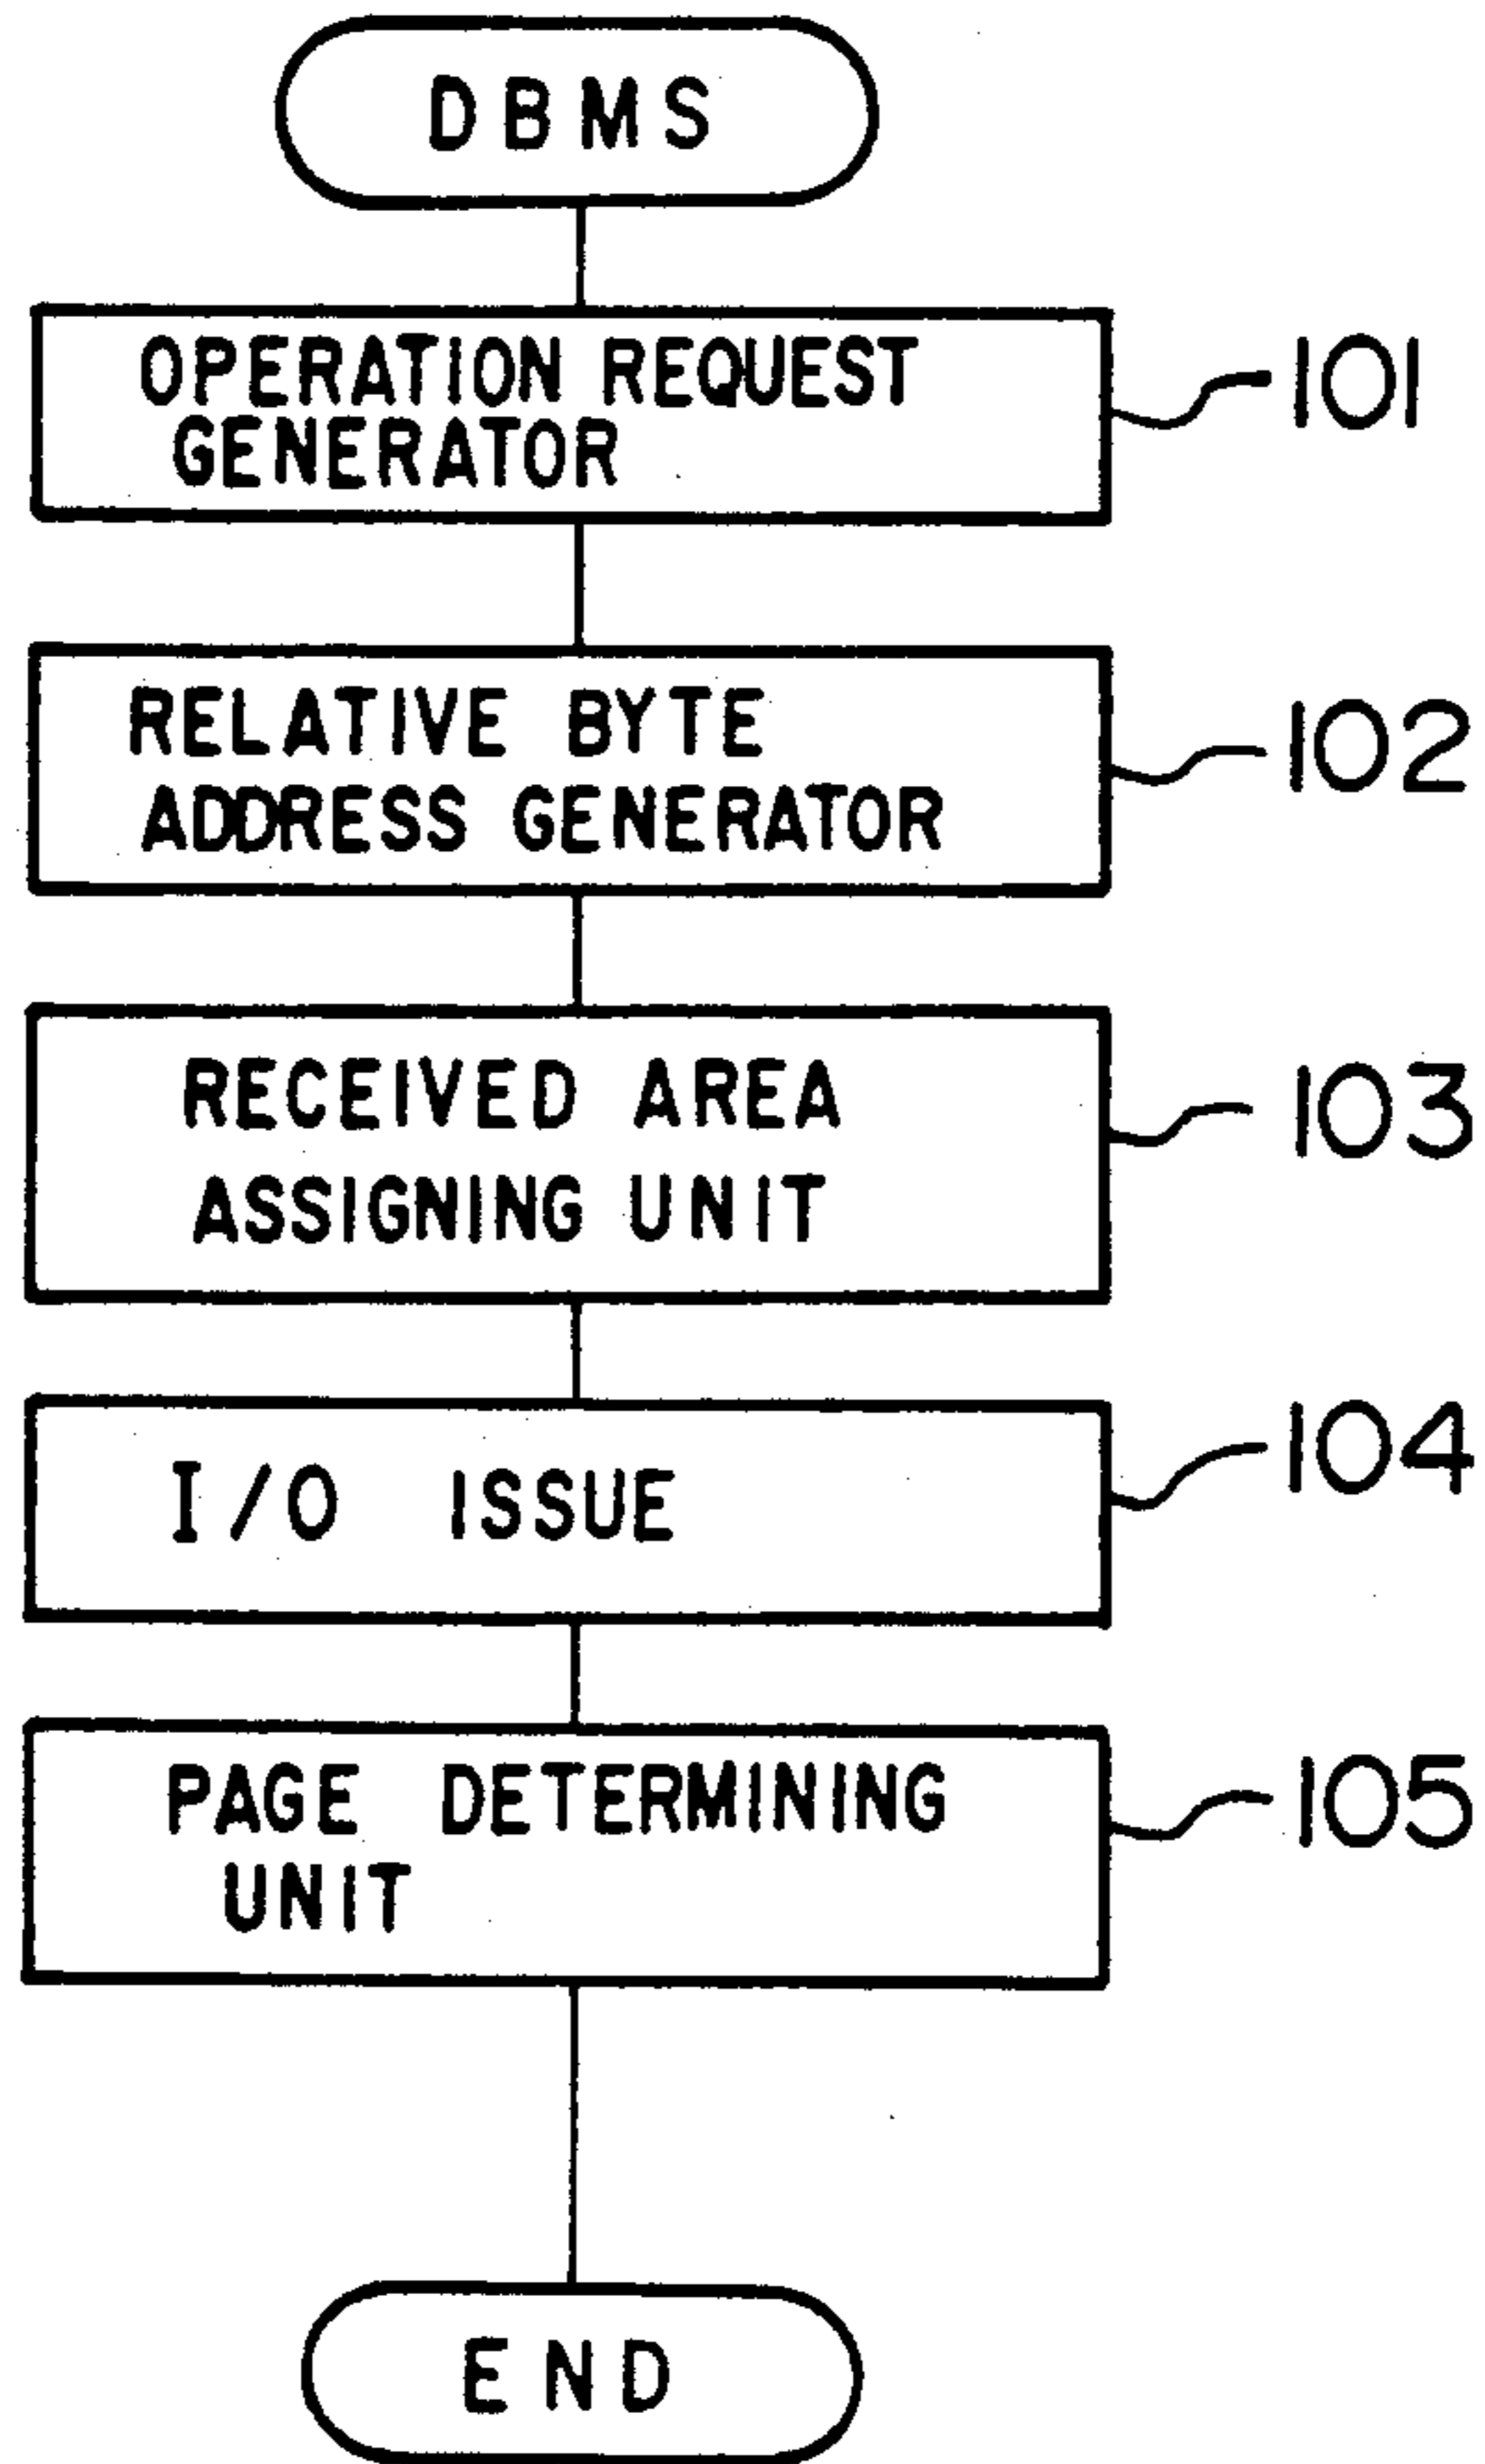 DBMS
OPERATION REQUEST
GENERATOR
101
RELATIVE BYTE
ADDRESS GENERATOR
102
RECEIVED AREA
ASSIGNING UNIT
103
I/O ISSUE
104
PAGE DETERMINING
UNIT
105
END